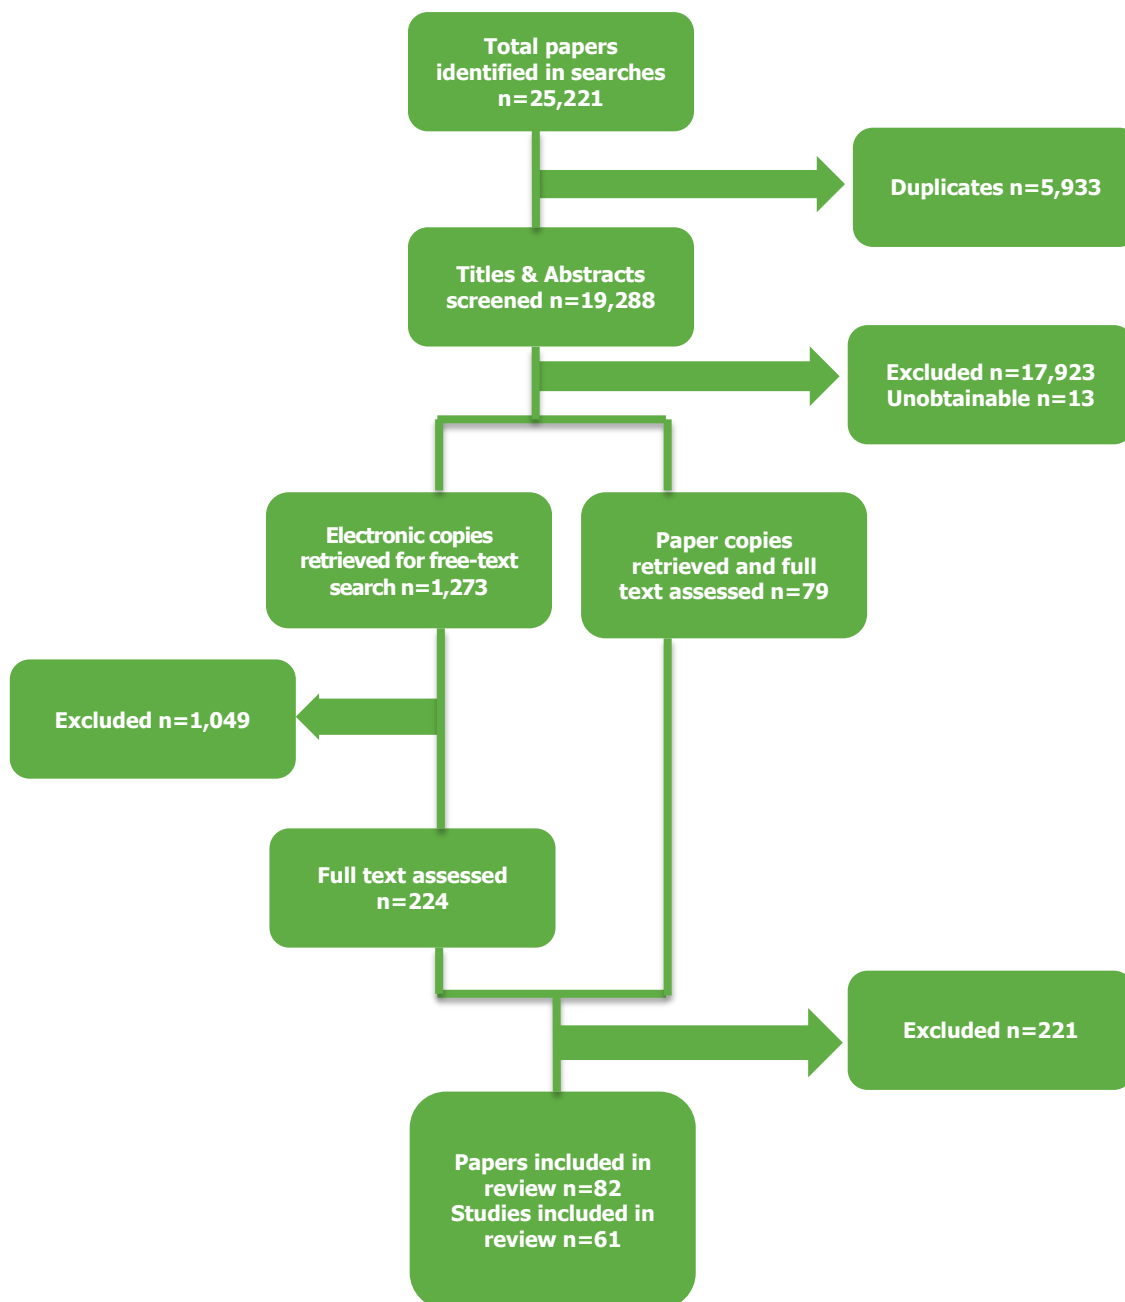 Total papers
identified in searches
n=25,221
Duplicates n=5,933
Titles & Abstracts
screened n=19,288
Excluded n=17,923
Unobtainable n=13
Electronic copies
retrieved for free-text
search n=1,273
Paper copies
retrieved and full
text assessed n=79
Excluded n=1,049
Full text assessed
n=224
Excluded n=221
Papers included in
review n=82
Studies included in
review n=61